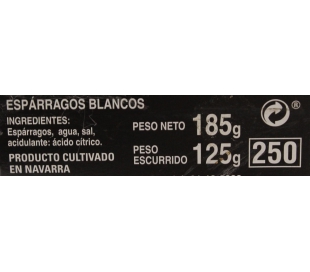 ESPÁRRAGOS BLANCOS
INGREDIENTES:
Espárragos, agua, sal,
acidulante: ácido cítrico.
PRODUCTO CULTIVADO
EN NAVARRA
PESO NETO 185g
PESO
ESCURRIDO 125g
250
®